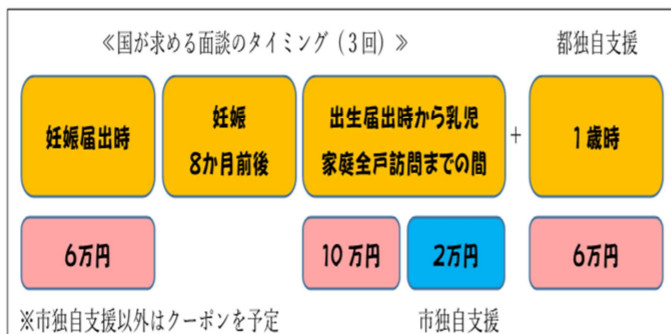 ≪国が求める面談のタイミング（3回）≫
都独自支援
妊娠届出時
妊娠
8か月前後
出生届出時から乳児
家庭全戸訪問までの間
+
1歳時
6万円
10万円
2万円
6万円
※市独自支援以外はクーポンを予定
市独自支援